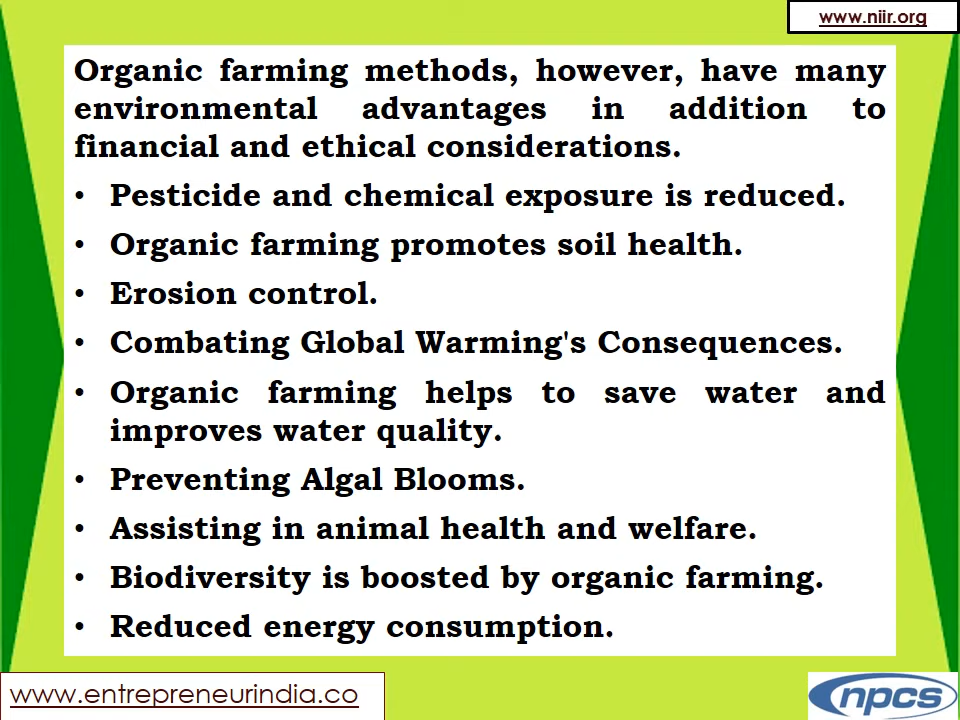 www.niir.org
Organic farming methods, however, have many
environmental advantages in addition to
financial and ethical considerations.
• Pesticide and chemical exposure is reduced.
• Organic farming promotes soil health.
• Erosion control.
• Combating Global Warming's Consequences.
• Organic farming helps to save water and
improves water quality.
• Preventing Algal Blooms.
• Assisting in animal health and welfare.
• Biodiversity is boosted by organic farming.
• Reduced energy consumption.
www.entrepreneurindia.co
npcs